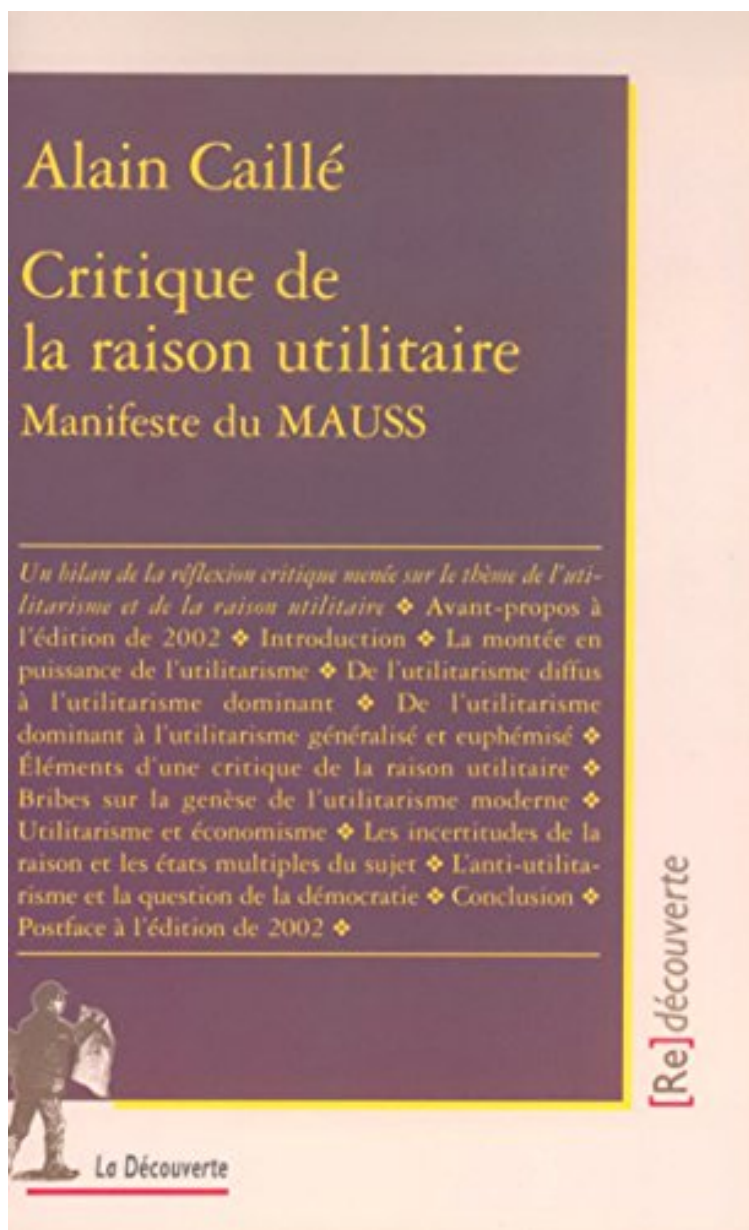 Alain Caillé
Critique de
la raison utilitaire
Manifeste du MAUSS
Un bilan de la réflexion critique menée sur le thème de l'uti-
litarisme et de la raison utilitaire ❖ Avant-propos à
l'édition de 2002 ❖ Introduction ❖ La montée en
puissance de l'utilitarisme ❖ De l'utilitarisme diffus
à l'utilitarisme dominant ❖ De l'utilitarisme
dominant à l'utilitarisme généralisé et euphémisé ❖
Éléments d'une critique de la raison utilitaire ❖
Bribes sur la genèse de l'utilitarisme moderne ❖
Utilitarisme et économisme ❖ Les incertitudes de la
raison et les états multiples du sujet ❖ L'anti-utilita-
risme et la question de la démocratie ❖ Conclusion ❖
Postface à l'édition de 2002 ❖
[Re]découverte
La Découverte